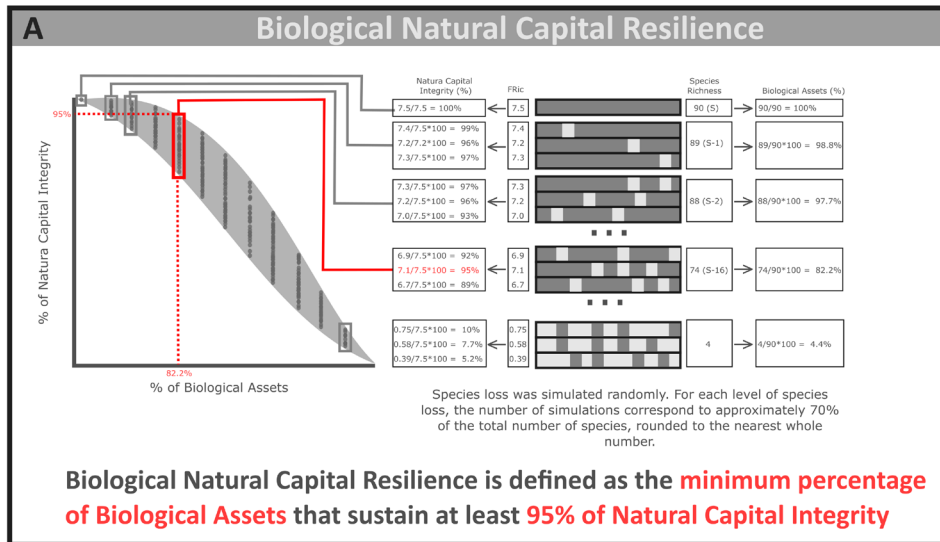 A
Biological Natural Capital Resilience
Natura Capital
Integrity (%)
FRic
Species
Richness
Biological Assets (%)
7.5/7.5 = 100%
7.5
90 (S)
90/90 = 100%
95%
7.4/7.5*100 = 99%
7.2/7.2*100 = 96%
7.3/7.5*100 = 97%
7.4
7.2
7.3
89 (S-1)
89/90*100 = 98.8%
7.3/7.5*100 = 97%
7.2/7.5*100 = 96%
7.0/7.5*100 = 93%
7.3
7.2
7.0
88 (S-2)
88/90*100 = 97.7%
6.9/7.5*100 = 92%
7.1/7.5*100 = 95%
6.7/7.5*100 = 89%
6.9
7.1
6.7
74 (S-16)
74/90*100 = 82.2%
0.75/7.5*100 = 10%
0.58/7.5*100 = 7.7%
0.39/7.5*100 = 5.2%
0.75
0.58
0.39
4
4/90*100 = 4.4%
% of Natura Capital Integrity
82.2%
% of Biological Assets
Species loss was simulated randomly. For each level of species
loss, the number of simulations correspond to approximately 70%
of the total number of species, rounded to the nearest whole
number.
Biological Natural Capital Resilience is defined as the minimum percentage
of Biological Assets that sustain at least 95% of Natural Capital Integrity